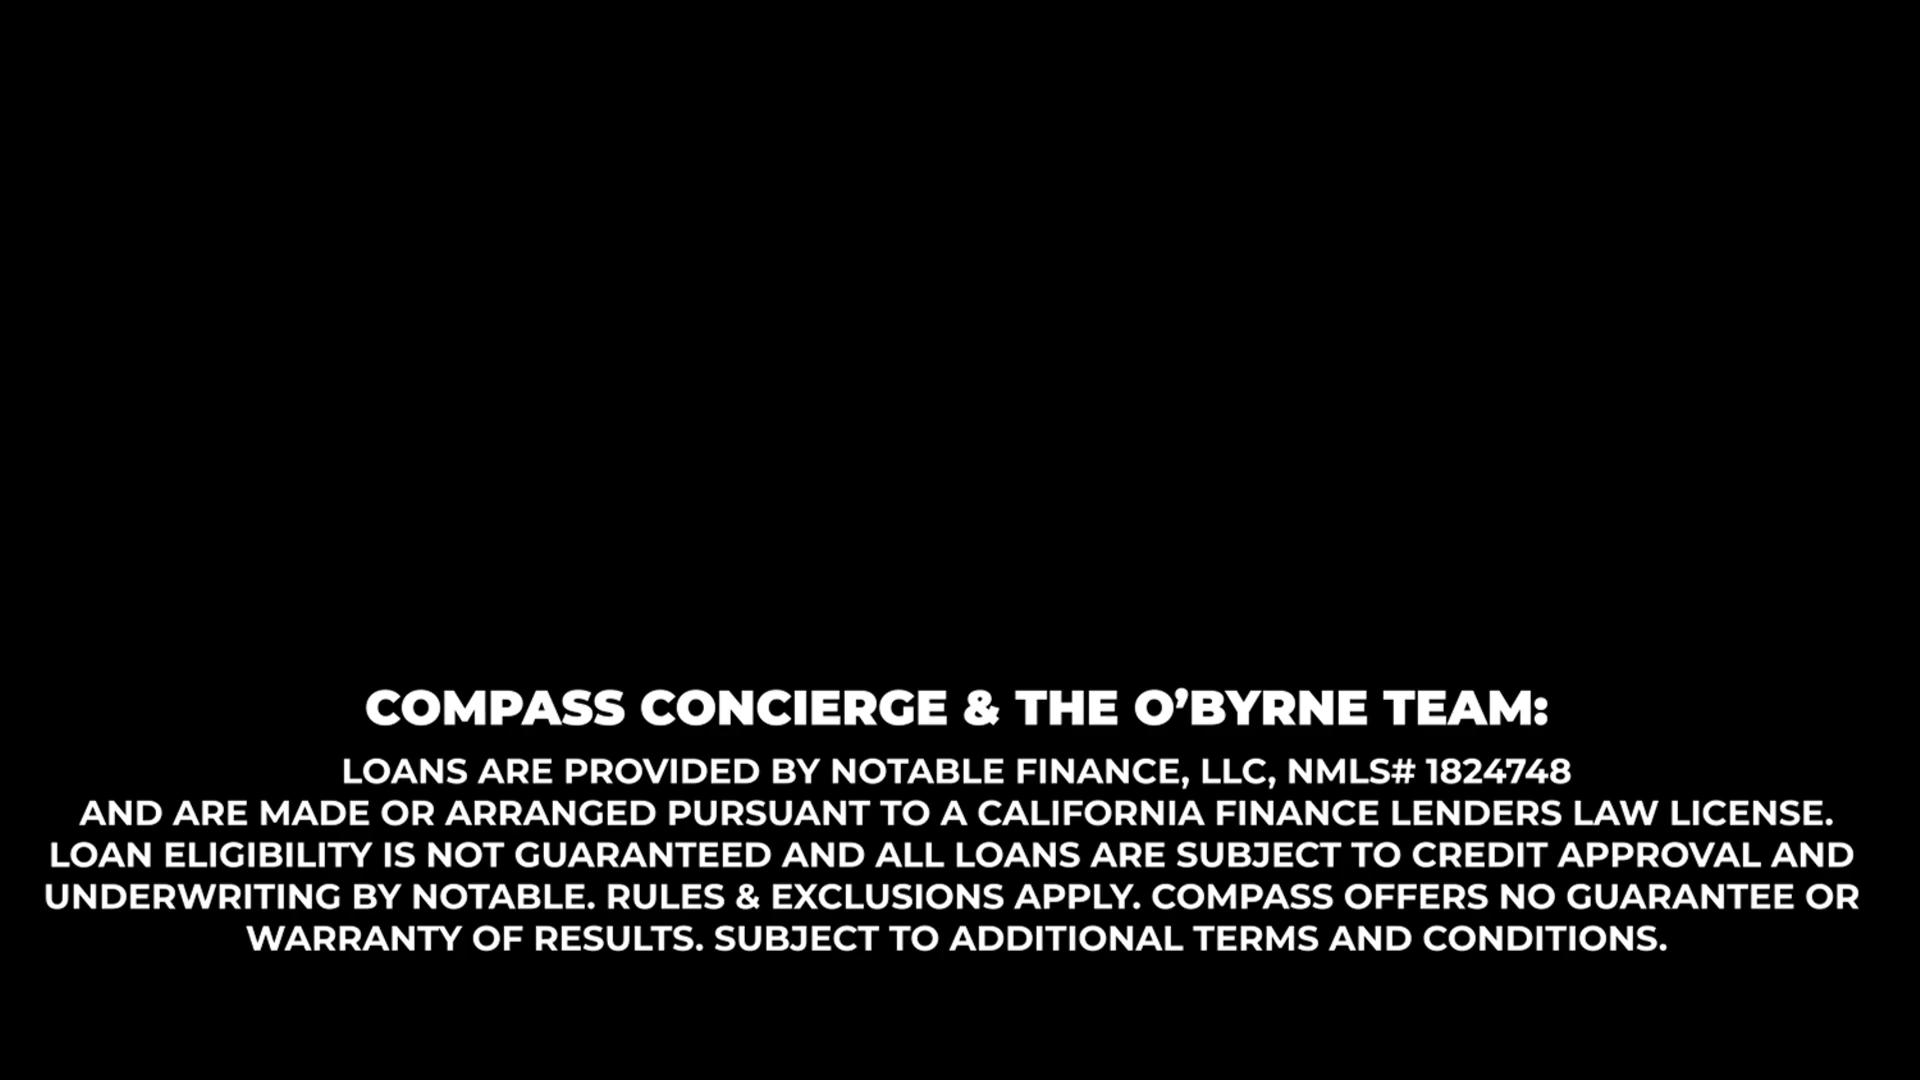 COMPASS CONCIERGE & THE O’BYRNE TEAM:
LOANS ARE PROVIDED BY NOTABLE FINANCE, LLC, NMLS# 1824748
AND ARE MADE OR ARRANGED PURSUANT TO A CALIFORNIA FINANCE LENDERS LAW LICENSE.
LOAN ELIGIBILITY IS NOT GUARANTEED AND ALL LOANS ARE SUBJECT TO CREDIT APPROVAL AND
UNDERWRITING BY NOTABLE. RULES & EXCLUSIONS APPLY. COMPASS OFFERS NO GUARANTEE OR
WARRANTY OF RESULTS. SUBJECT TO ADDITIONAL TERMS AND CONDITIONS.